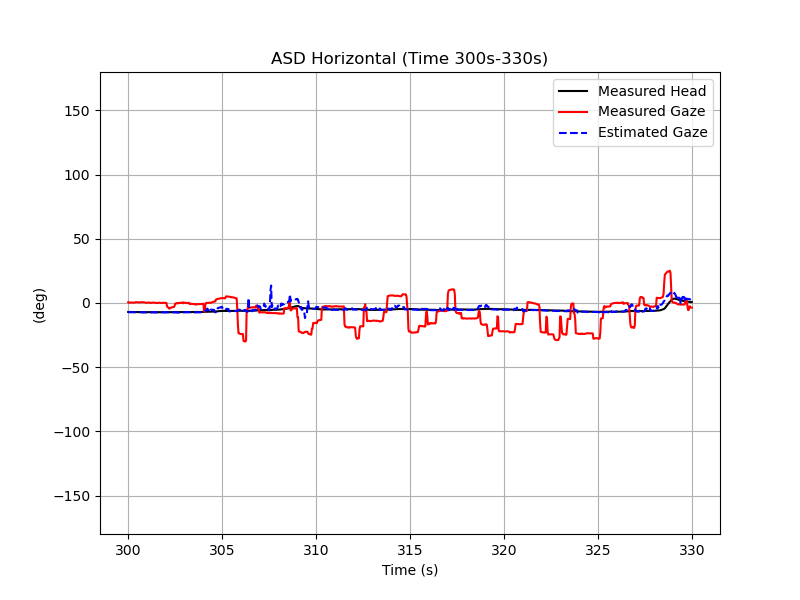 ASD Horizontal (Time 300s-330s)
Measured Head
Measured Gaze
Estimated Gaze
150
100
50
0
−50
−100
−150
(deg)
300
305
310
315
320
325
330
Time (s)